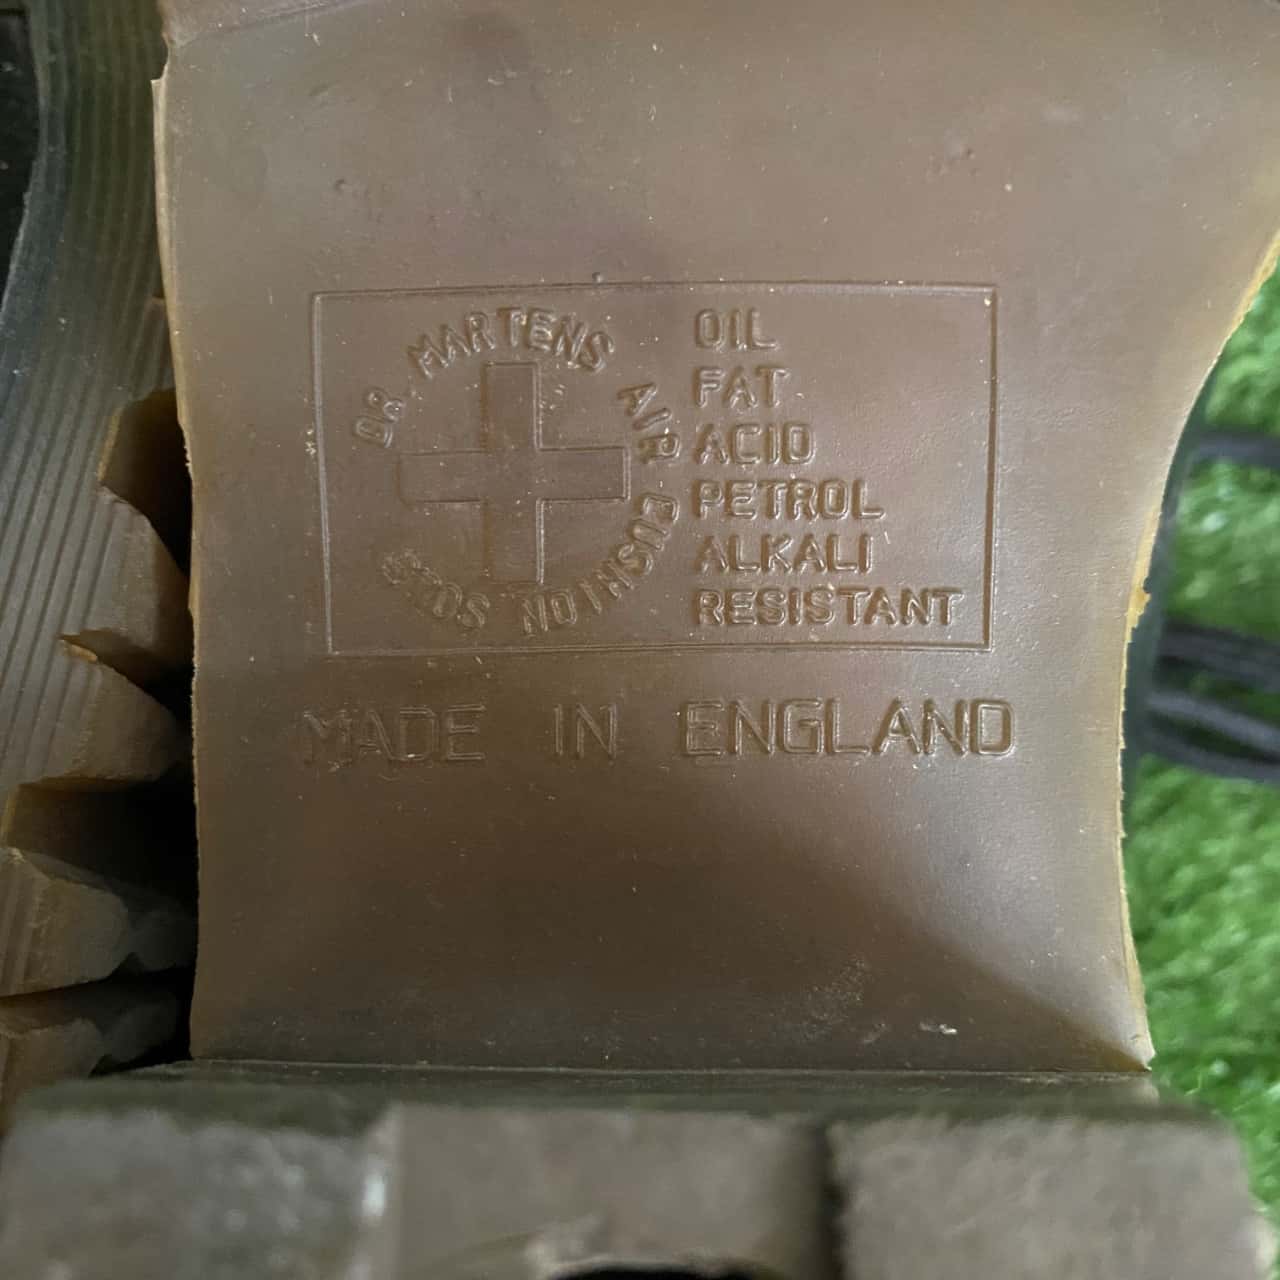 DR. MARTENS AIR CUSHION SOLES
OIL
FAT
ACID
PETROL
ALKALI
RESISTANT
MADE IN ENGLAND